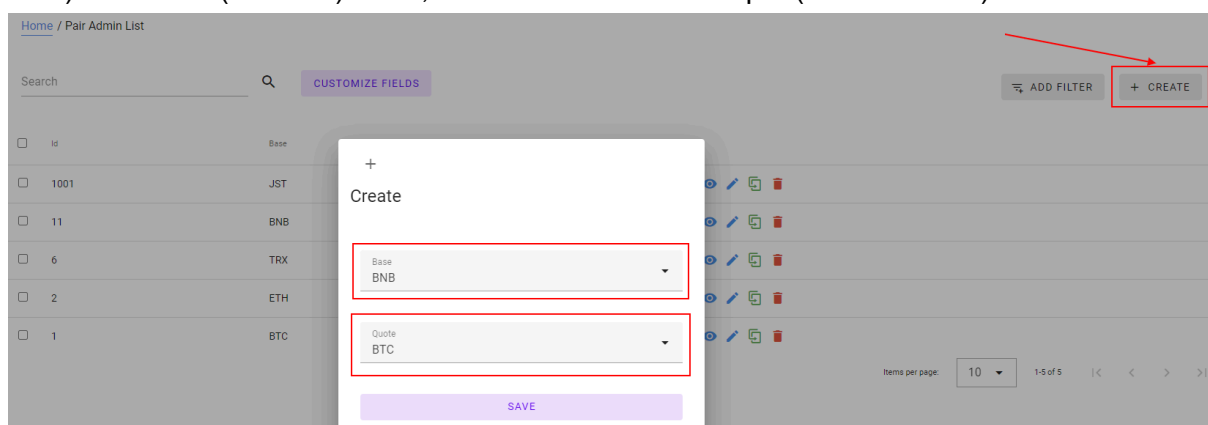 Home / Pair Admin List
Search
CUSTOMIZE FIELDS
ADD FILTER
+ CREATE
Id
Base
+
Create
1001
JST
11
BNB
Base
BNB
6
TRX
2
ETH
Quote
BTC
1
BTC
Items per page:
10
1-5 of 5
SAVE